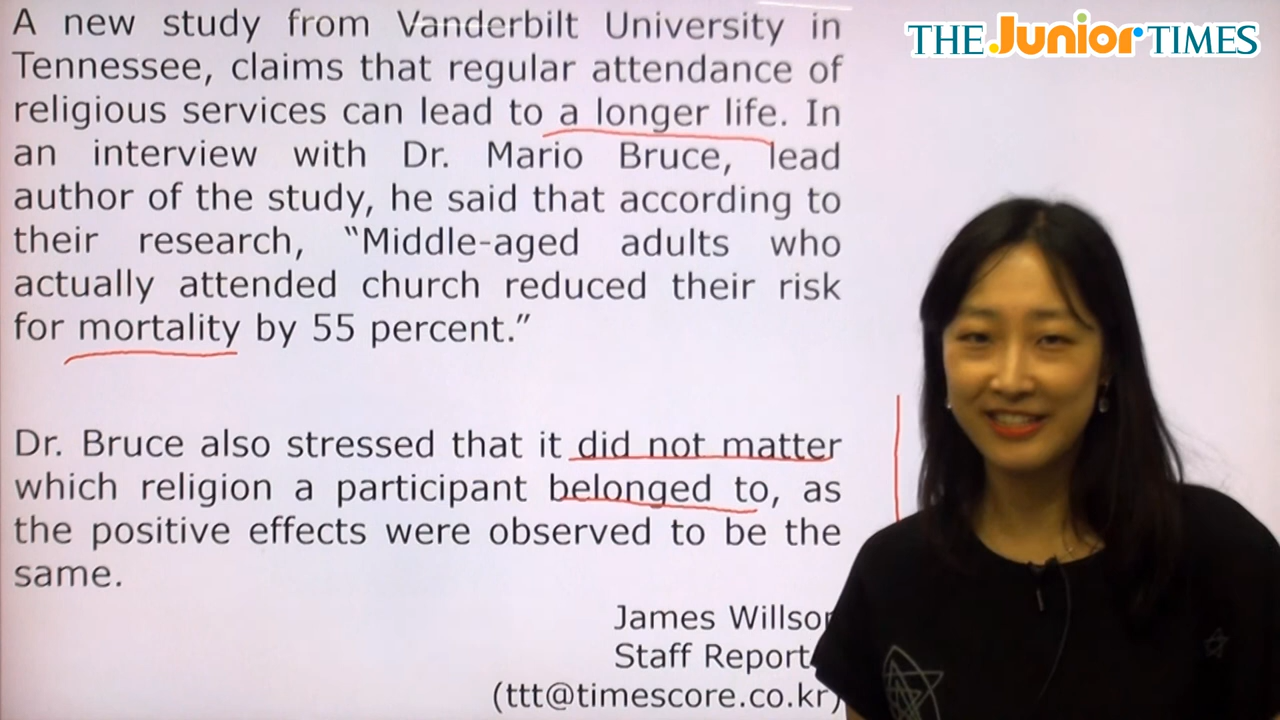 THE Junior TIMES
A new study from Vanderbilt University in
Tennessee, claims that regular attendance of
religious services can lead to a longer life. In
an interview with Dr. Mario Bruce, lead
author of the study, he said that according to
their research, “Middle-aged adults who
actually attended church reduced their risk
for mortality by 55 percent.”
Dr. Bruce also stressed that it did not matter
which religion a participant belonged to, as
the positive effects were observed to be the
same.
James Willson
Staff Report
(ttt@timescore.co.kr)